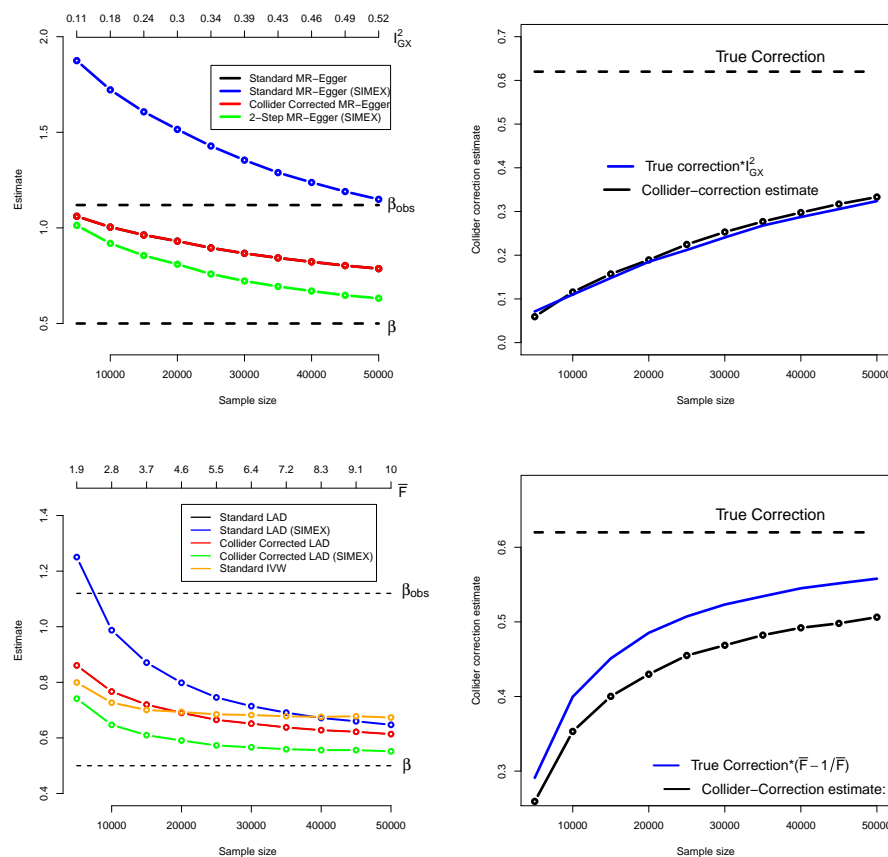 0.11 0.18 0.24 0.3 0.34 0.39 0.43 0.46 0.49 0.52
I²GX
2.0
1.5
1.0
0.5
Estimate
Standard MR−Egger
Standard MR−Egger (SIMEX)
Collider Corrected MR−Egger
2−Step MR−Egger (SIMEX)
βobs
β
10000 20000 30000 40000 50000
Sample size
0.7
0.6
0.5
0.4
0.3
0.2
0.1
0.0
Collider correction estimate
True Correction
True correction*I²GX
Collider−correction estimate
10000 20000 30000 40000 50000
Sample size
1.9 2.8 3.7 4.6 5.5 6.4 7.2 8.3 9.1 10
F̅
1.4
1.2
1.0
0.8
0.6
0.4
Estimate
Standard LAD
Standard LAD (SIMEX)
Collider Corrected LAD
Collider Corrected LAD (SIMEX)
Standard IVW
βobs
β
10000 20000 30000 40000 50000
Sample size
0.6
0.5
0.4
0.3
Collider correction estimate
True Correction
True Correction*(F̅ − 1/F̅)
Collider−Correction estimate:
10000 20000 30000 40000 50000
Sample size